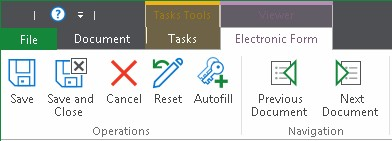 Tasks Tools Viewer
File Document Tasks Electronic Form
Save Save and Close Cancel Reset Autofill Previous Document Next Document
Operations Navigation